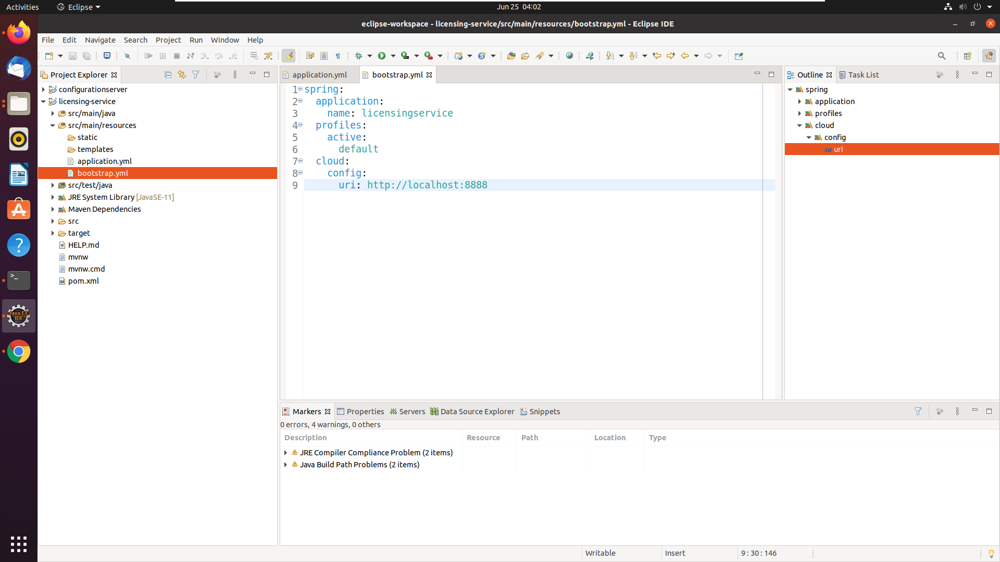 Activities
Eclipse
Jun 25 04:02
eclipse-workspace - licensing-service/src/main/resources/bootstrap.yml - Eclipse IDE
File Edit Navigate Search Project Run Window Help
Project Explorer
configurationserver
licensing-service
src/main/java
src/main/resources
static
templates
application.yml
bootstrap.yml
src/test/java
JRE System Library [JavaSE-11]
Maven Dependencies
src
target
HELP.md
mvnw
mvnw.cmd
pom.xml
application.yml
bootstrap.yml
1 spring:
2 application:
3 name: licensingservice
4 profiles:
5 active:
6 default
7 cloud:
8 config:
9 uri: http://localhost:8888
Outline
Task List
spring
application
profiles
cloud
config
uri
Markers
Properties
Servers
Data Source Explorer
Snippets
0 errors, 4 warnings, 0 others
Description Resource Path Location Type
JRE Compiler Compliance Problem (2 items)
Java Build Path Problems (2 items)
Writable
Insert
9 : 30 : 146
Java EE
IDE